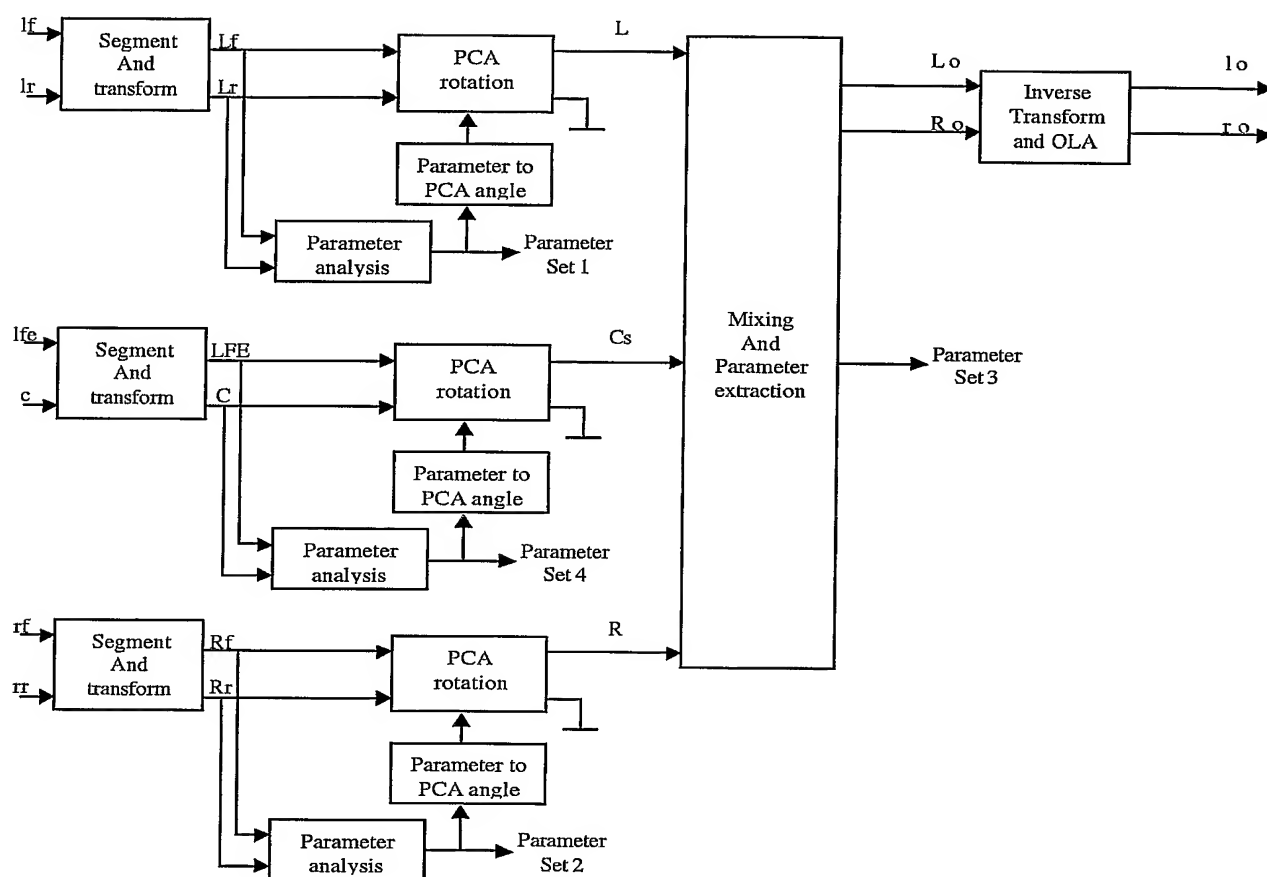 lf
lr
Segment
And
transform
Lf
Lr
PCA
rotation
L
Parameter to
PCA angle
Parameter
analysis
Parameter
Set 1
lfe
c
Segment
And
transform
LFE
C
PCA
rotation
Cs
Parameter to
PCA angle
Parameter
analysis
Parameter
Set 4
rf
rr
Segment
And
transform
Rf
Rr
PCA
rotation
R
Parameter to
PCA angle
Parameter
analysis
Parameter
Set 2
Mixing
And
Parameter
extraction
Parameter
Set 3
Lo
Ro
Inverse
Transform
and OLA
lo
ro